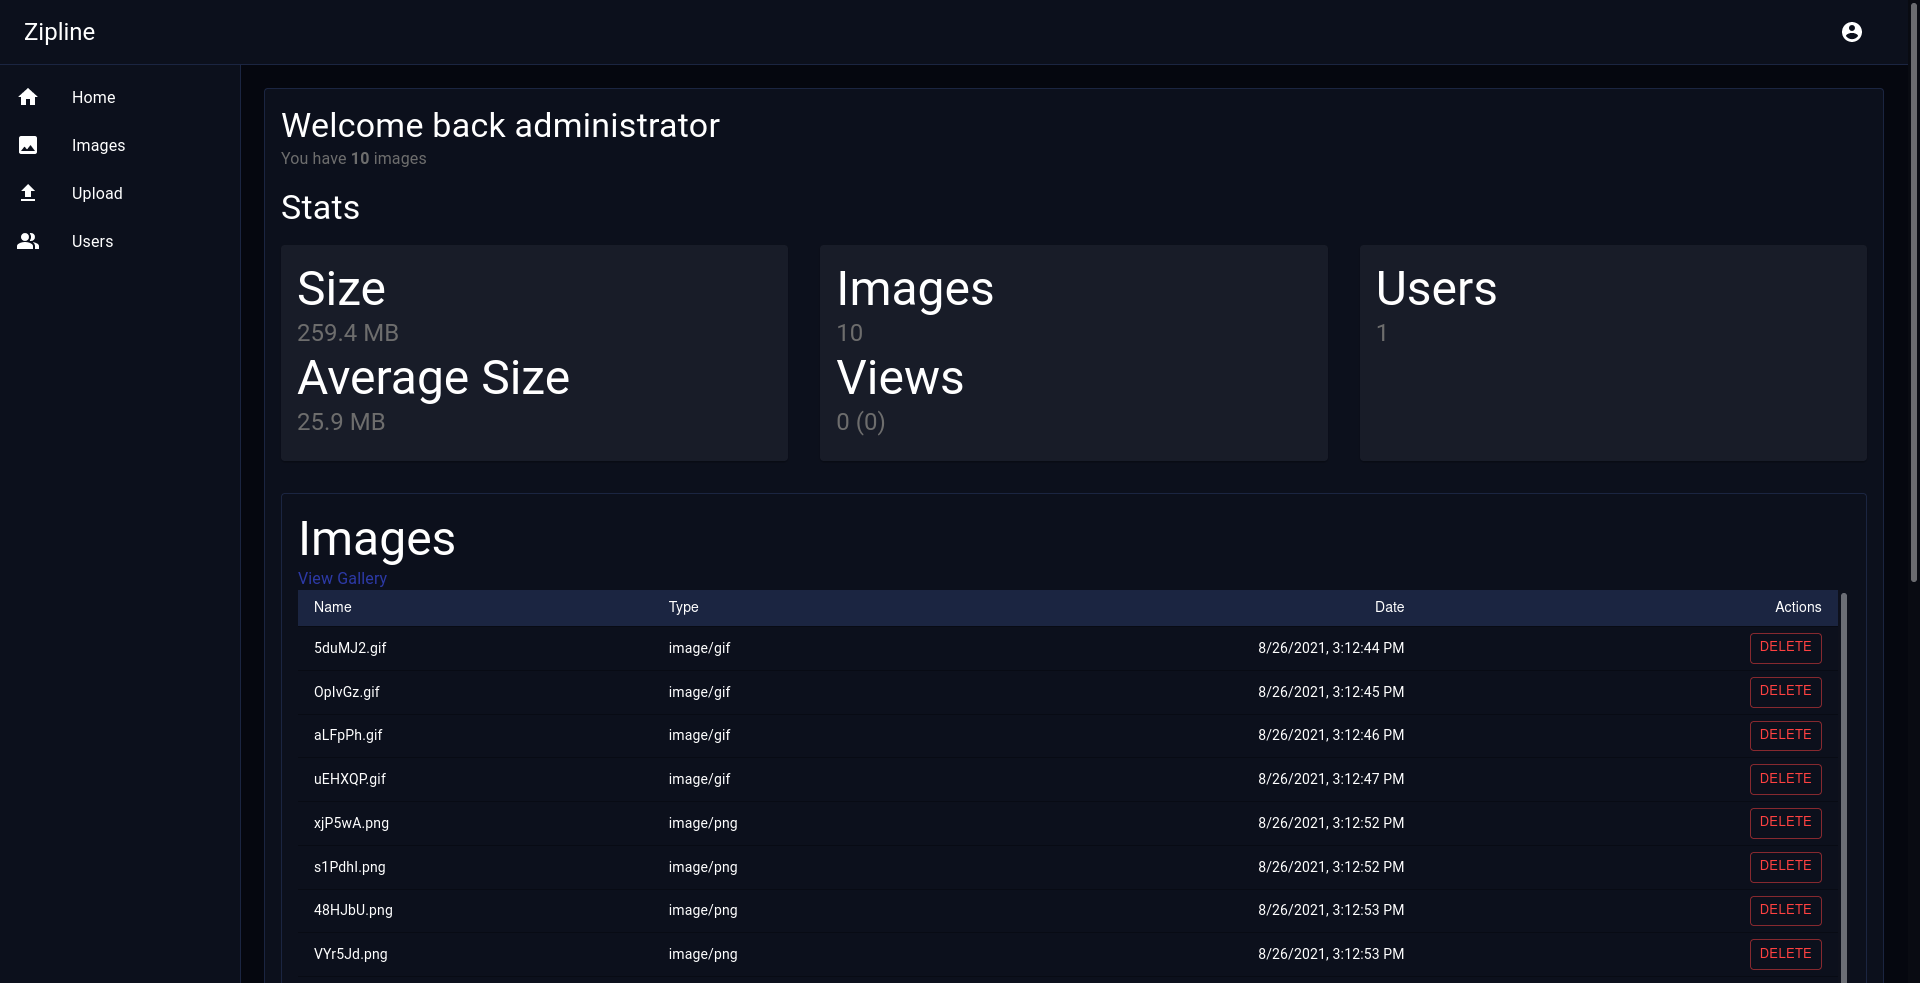 Zipline
Home
Images
Upload
Users
Welcome back administrator
You have 10 images
Stats
Size
259.4 MB
Average Size
25.9 MB
Images
10
Views
0 (0)
Users
1
Images
View Gallery
Name Type Date Actions
5duMJ2.gif image/gif 8/26/2021, 3:12:44 PM DELETE
OplvGz.gif image/gif 8/26/2021, 3:12:45 PM DELETE
aLFpPh.gif image/gif 8/26/2021, 3:12:46 PM DELETE
uEHXQP.gif image/gif 8/26/2021, 3:12:47 PM DELETE
xjP5wA.png image/png 8/26/2021, 3:12:52 PM DELETE
s1PdhI.png image/png 8/26/2021, 3:12:52 PM DELETE
48HJbU.png image/png 8/26/2021, 3:12:53 PM DELETE
VYr5Jd.png image/png 8/26/2021, 3:12:53 PM DELETE